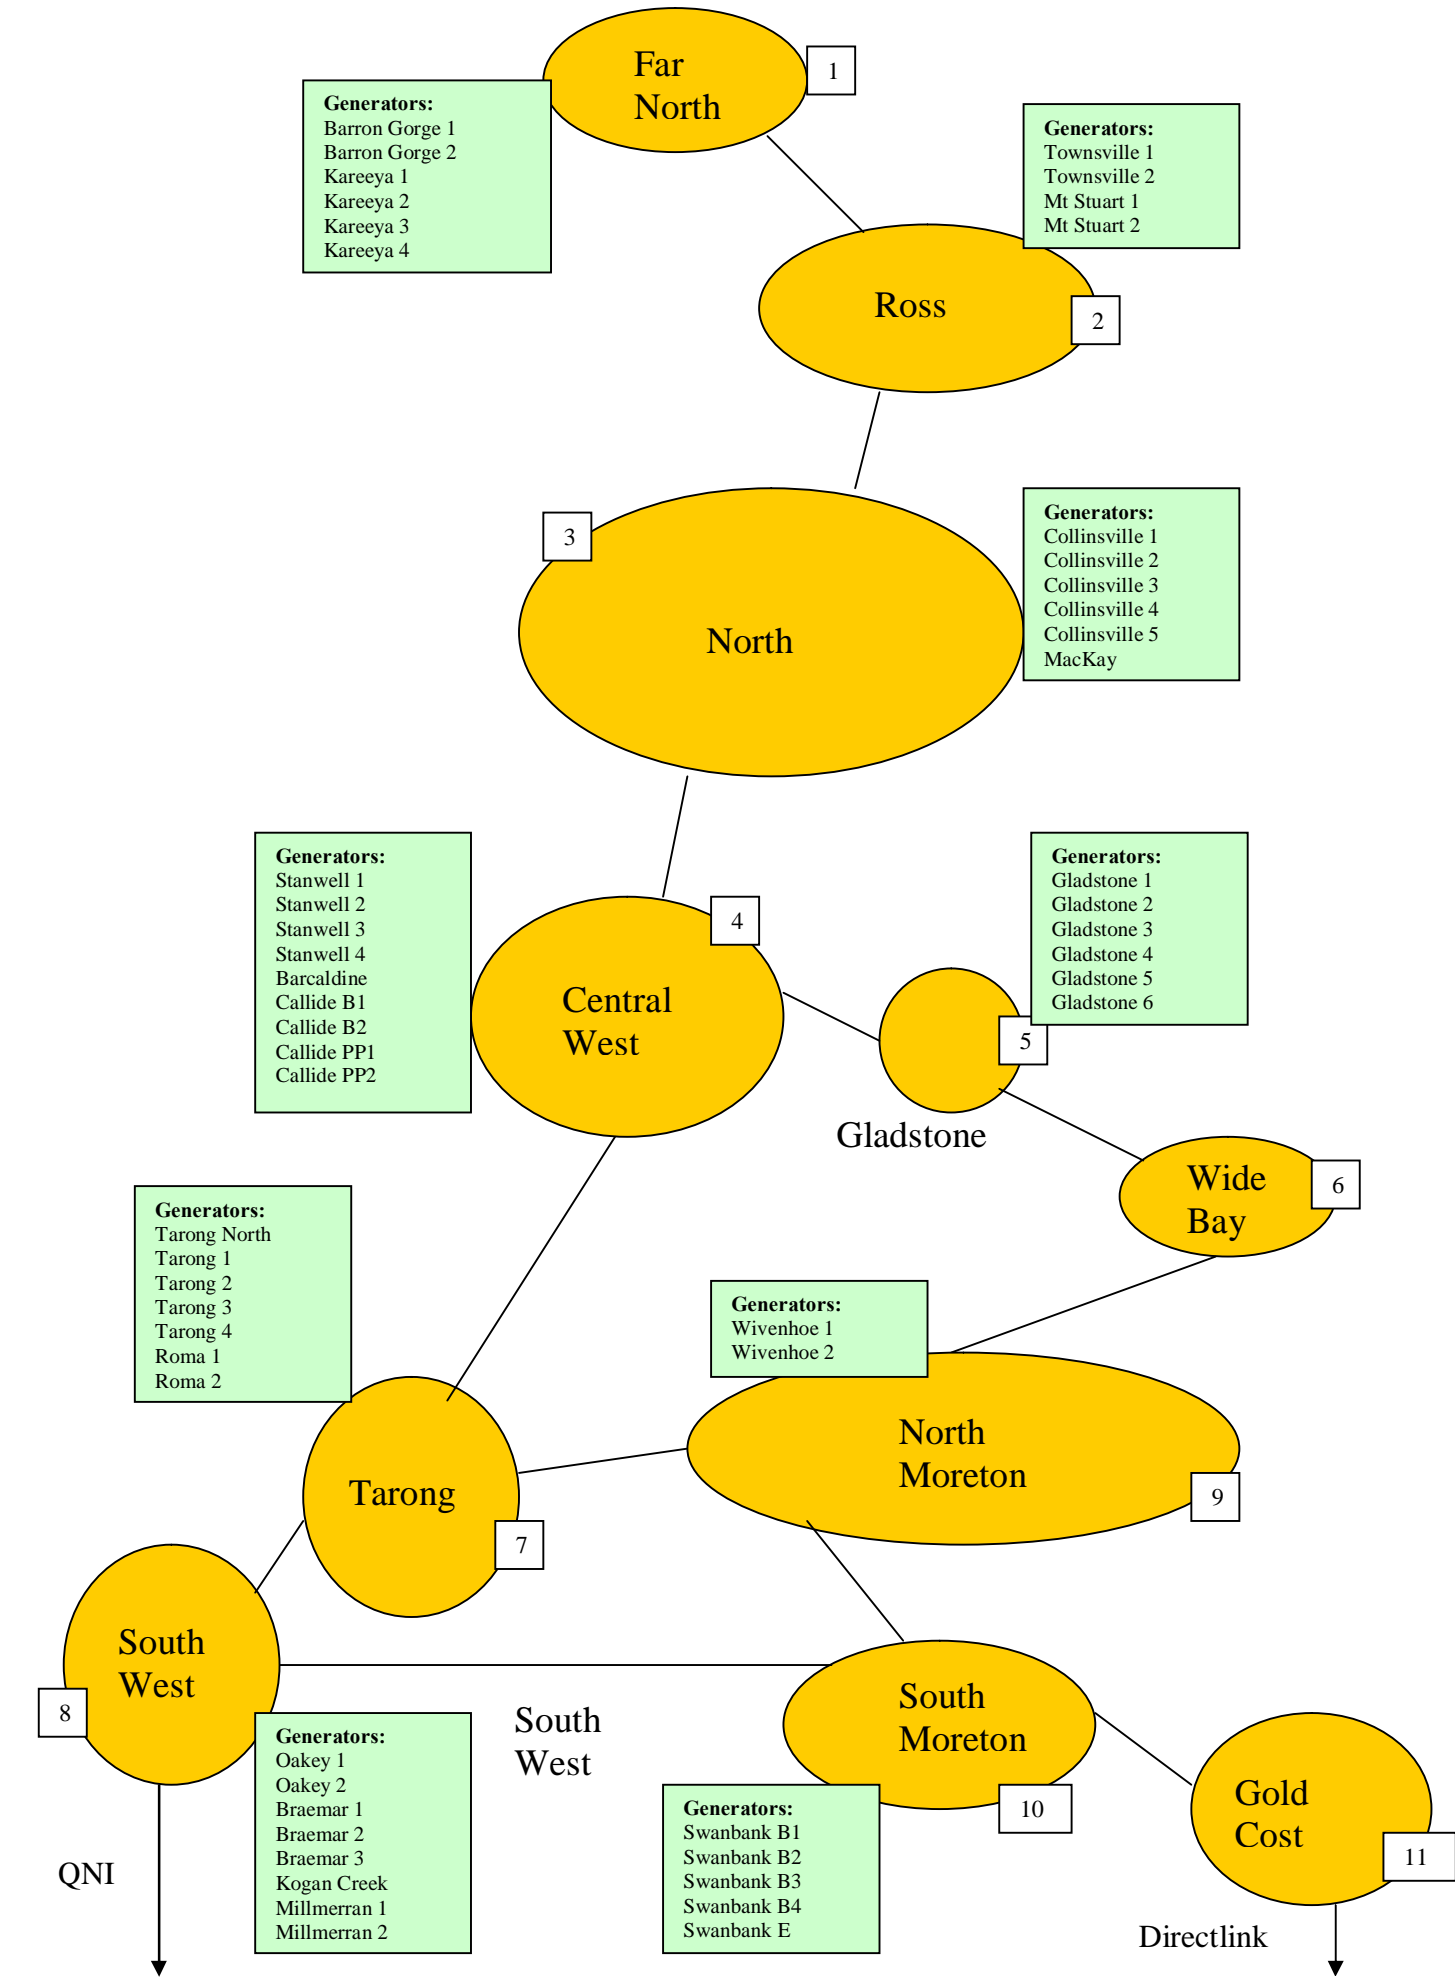 Far
North
1
Generators:
Barron Gorge 1
Barron Gorge 2
Kareeya 1
Kareeya 2
Kareeya 3
Kareeya 4
Generators:
Townsville 1
Townsville 2
Mt Stuart 1
Mt Stuart 2
Ross
2
3
North
Generators:
Collinsville 1
Collinsville 2
Collinsville 3
Collinsville 4
Collinsville 5
MacKay
Generators:
Stanwell 1
Stanwell 2
Stanwell 3
Stanwell 4
Barcaldine
Callide B1
Callide B2
Callide PP1
Callide PP2
4
Central
West
Generators:
Gladstone 1
Gladstone 2
Gladstone 3
Gladstone 4
Gladstone 5
Gladstone 6
5
Gladstone
Wide
Bay
6
Generators:
Tarong North
Tarong 1
Tarong 2
Tarong 3
Tarong 4
Roma 1
Roma 2
Generators:
Wivenhoe 1
Wivenhoe 2
North
Moreton
9
Tarong
7
South
West
8
Generators:
Oakey 1
Oakey 2
Braemar 1
Braemar 2
Braemar 3
Kogan Creek
Millmerran 1
Millmerran 2
South
West
South
Moreton
10
Generators:
Swanbank B1
Swanbank B2
Swanbank B3
Swanbank B4
Swanbank E
Gold
Cost
11
QNI
Directlink